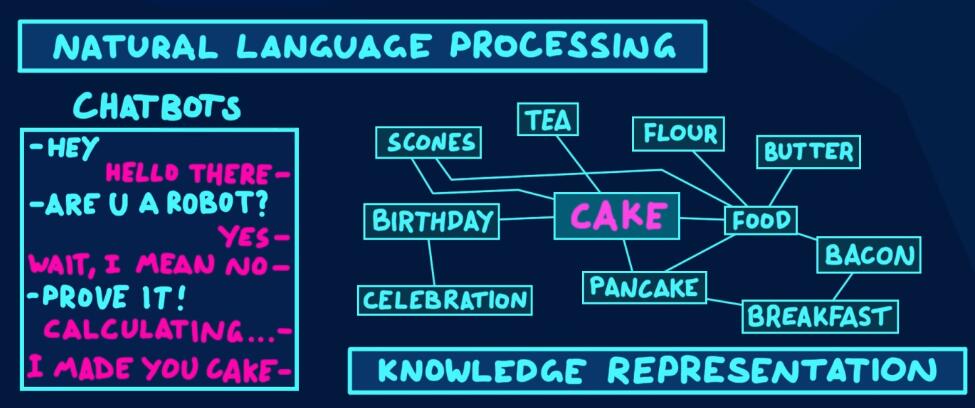 NATURAL LANGUAGE PROCESSING
CHATBOTS
-HEY
HELLO THERE-
-ARE U A ROBOT?
YES-
WAIT, I MEAN NO-
-PROVE IT!
CALCULATING...-
I MADE YOU CAKE-
TEA
SCONES
FLOUR
BUTTER
BIRTHDAY
CAKE
FOOD
BACON
PANCAKE
CELEBRATION
BREAKFAST
KNOWLEDGE REPRESENTATION